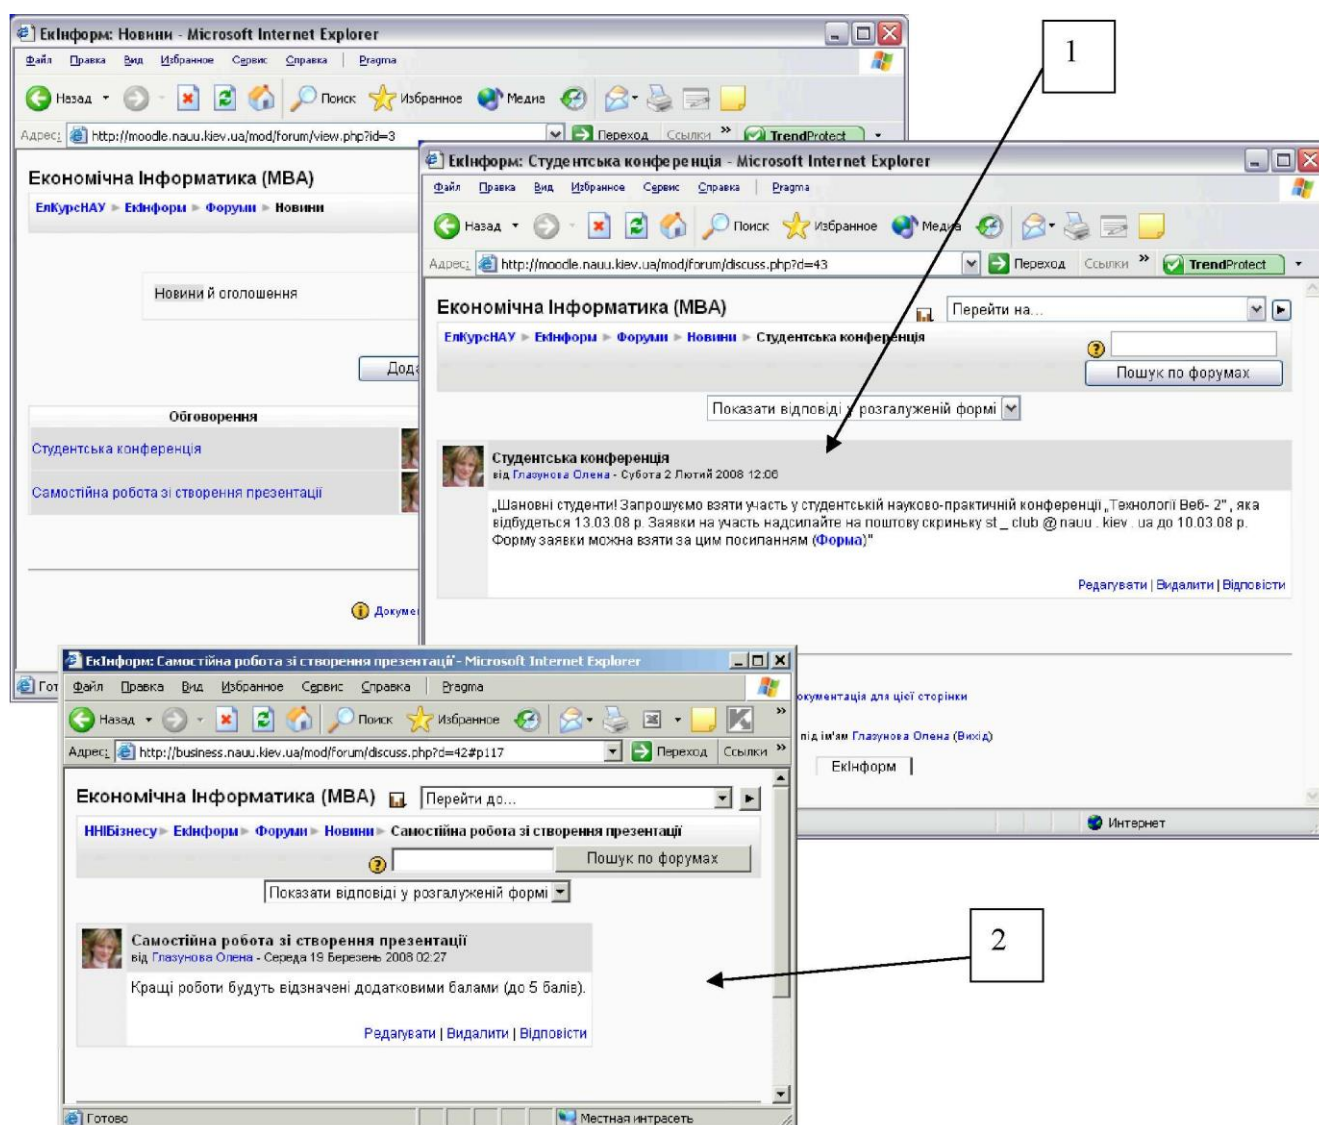 ЕкІнформ: Новини - Microsoft Internet Explorer
Файл Правка Вид Избранное Сервис Справка Pragma
Назад Поиск Избранное Медиа
Адрес: http://moodle.nauu.kiev.ua/mod/forum/view.php?id=3 Переход Ссылки » TrendProtect
Економічна Інформатика (МВА)
ЕлКурсНАУ ► ЕкІнформ ► Форуми ► Новини
Новини й оголошення
Дода
Обговорення
Студентська конференція
Самостійна робота зі створення презентації
Докуме
Гот
1
ЕкІнформ: Студентська конференція - Microsoft Internet Explorer
Файл Правка Вид Избранное Сервис Справка Pragma
Назад Поиск Избранное Медиа
Адрес: http://moodle.nauu.kiev.ua/mod/forum/discuss.php?d=43 Переход Ссылки » TrendProtect
Економічна Інформатика (МВА) Перейти на...
ЕлКурсНАУ ► ЕкІнформ ► Форуми ► Новини ► Студентська конференція
Пошук по форумах
Показати відповіді у розгалуженій формі
Студентська конференція
від Глазунова Олена - Субота 2 Лютий 2008 12:06
„Шановні студенти! Запрошуємо взяти участь у студентській науково-практичній конференції „Технології Веб- 2", яка
відбудеться 13.03.08 р. Заявки на участь надсилайте на поштову скриньку st _ club @ nauu . kiev . ua до 10.03.08 р.
Форму заявки можна взяти за цим посиланням (Форма)"
Редагувати | Видалити | Відповісти
окументація для цієї сторінки
під ім'ям Глазунова Олена (Вихід)
ЕкІнформ
Интернет
ЕкІнформ: Самостійна робота зі створення презентації - Microsoft Internet Explorer
Файл Правка Вид Избранное Сервис Справка Pragma
Назад Поиск Избранное »
Адрес: http://business.nauu.kiev.ua/mod/forum/discuss.php?d=42#p117 Переход Ссылки »
Економічна Інформатика (МВА) Перейти до...
ННІБізнесу ► ЕкІнформ ► Форуми ► Новини ► Самостійна робота зі створення презентації
Пошук по форумах
Показати відповіді у розгалуженій формі
Самостійна робота зі створення презентації
від Глазунова Олена - Середа 19 Березень 2008 02:27
Кращі роботи будуть відзначені додатковими балами (до 5 балів).
Редагувати | Видалити | Відповісти
Готово Местная интрасеть
2